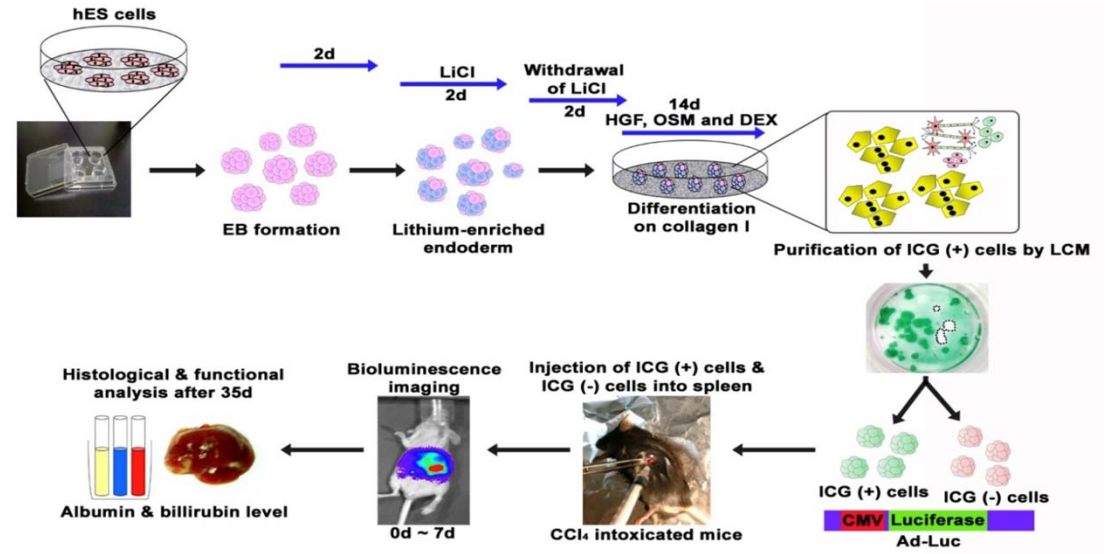 hES cells
2d
LiCl
2d
Withdrawal
of LiCl
2d
14d
HGF, OSM and DEX
EB formation
Lithium-enriched
endoderm
Differentiation
on collagen I
Purification of ICG (+) cells by LCM
ICG (+) cells
ICG (-) cells
CMV Luciferase
Ad-Luc
Injection of ICG (+) cells &
ICG (-) cells into spleen
CCl₄ intoxicated mice
Bioluminescence
imaging
0d ~ 7d
Histological & functional
analysis after 35d
Albumin & billirubin level